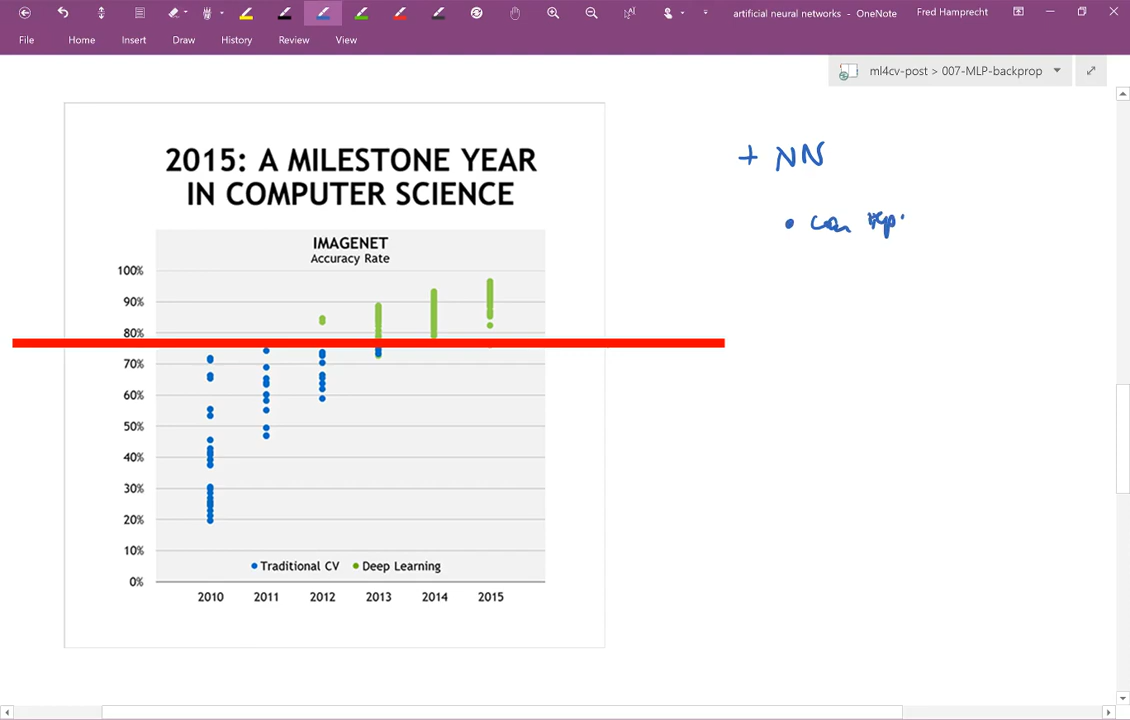 artificial neural networks - OneNote
Fred Hamprecht
File
Home
Insert
Draw
History
Review
View
ml4cv-post > 007-MLP-backprop
2015: A MILESTONE YEAR
IN COMPUTER SCIENCE
IMAGENET
Accuracy Rate
100%
90%
80%
70%
60%
50%
40%
30%
20%
10%
0%
Traditional CV
Deep Learning
2010
2011
2012
2013
2014
2015
+ NN
• can